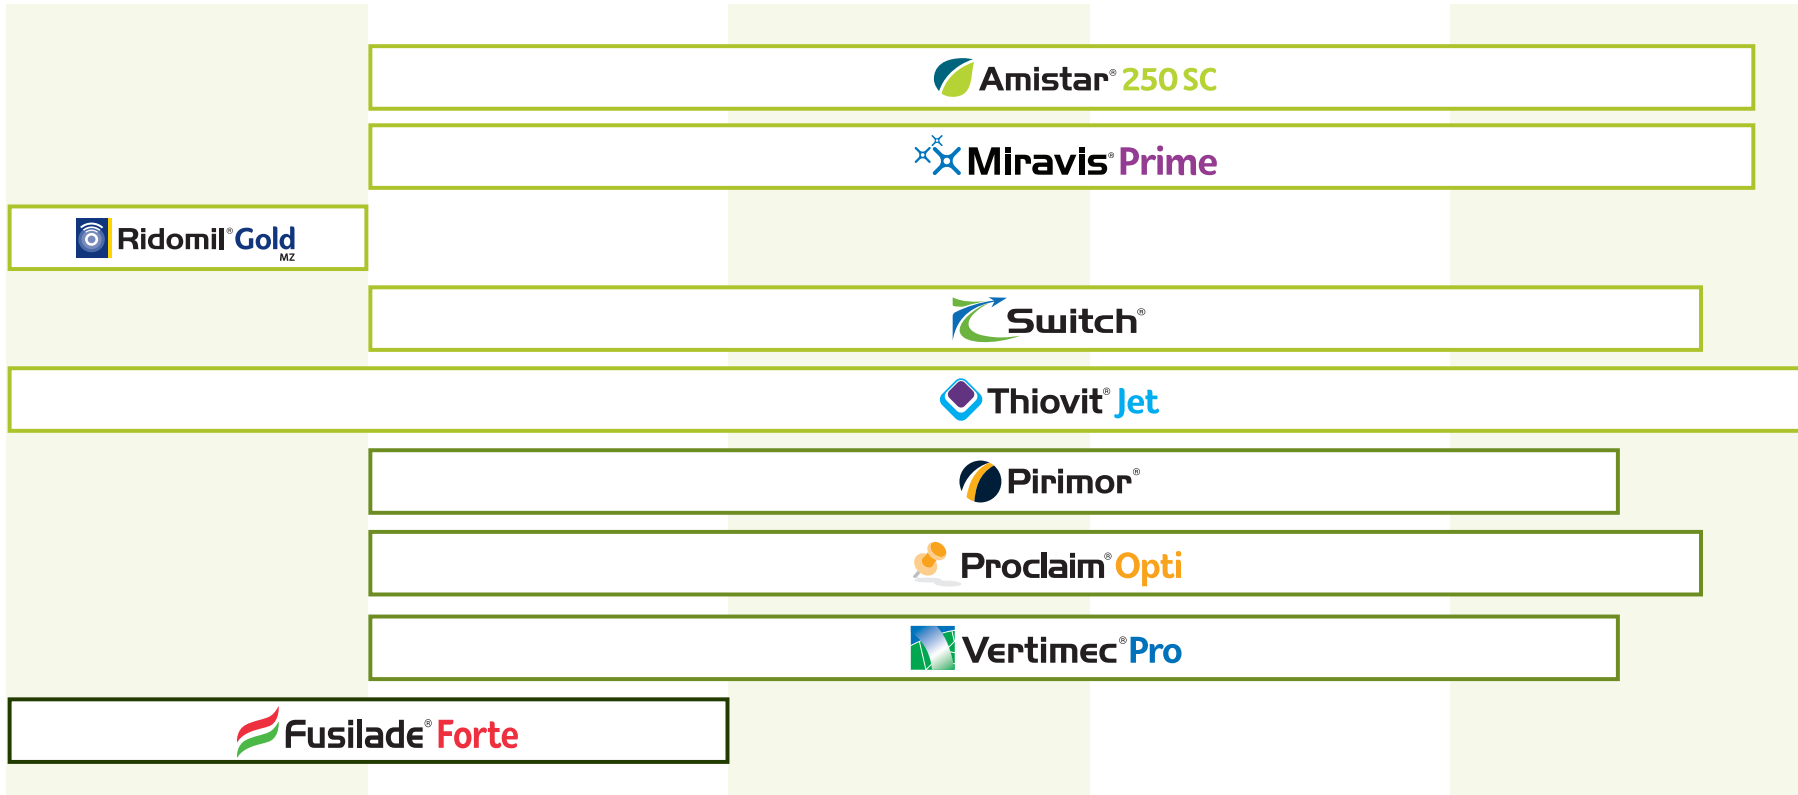 Amistar® 250 SC
Miravis® Prime
Ridomil® Gold
MZ
Switch®
Thiovit® Jet
Pirimor®
Proclaim® Opti
Vertimec® Pro
Fusilade® Forte